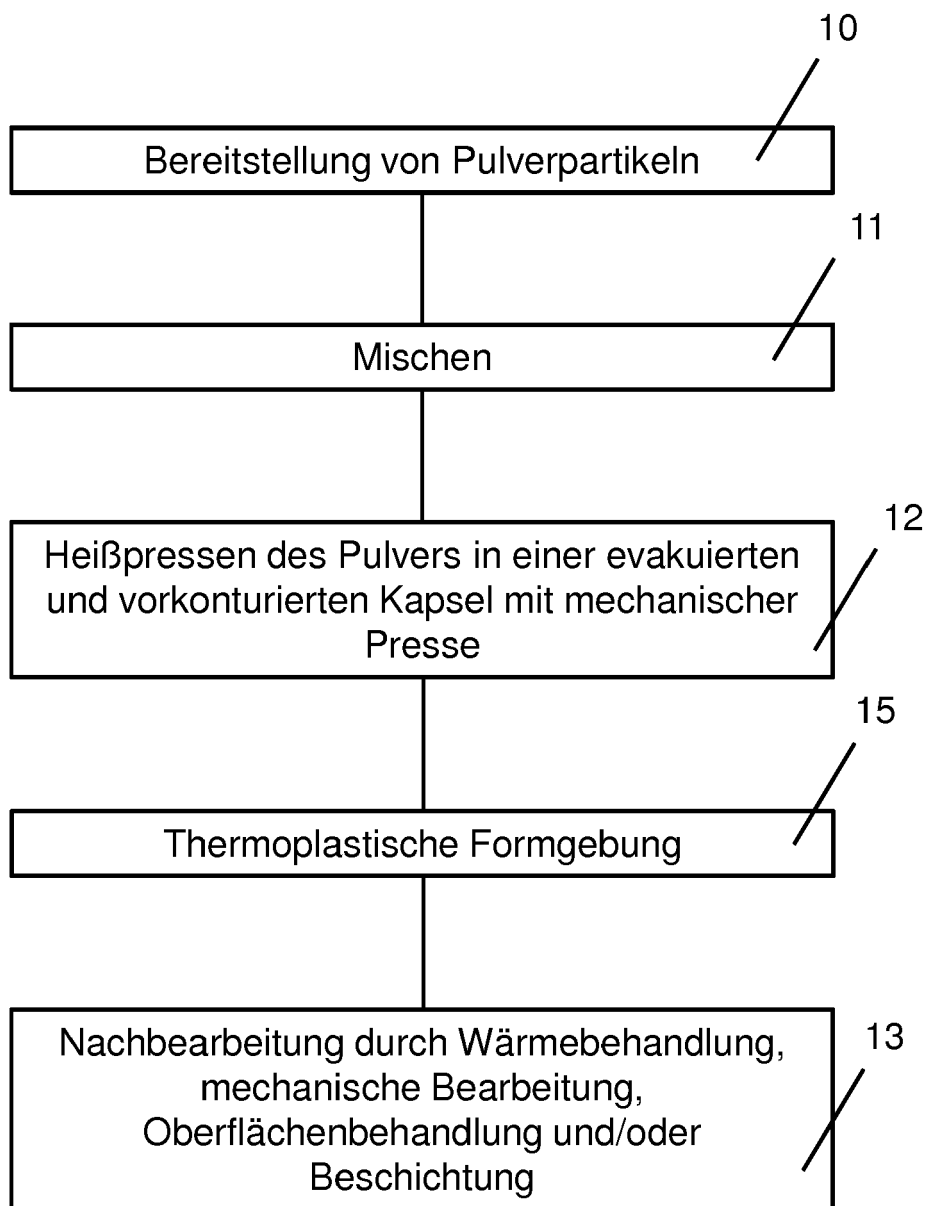 10
Bereitstellung von Pulverpartikeln
11
Mischen
12
Heißpressen des Pulvers in einer evakuierten
und vorkonturierten Kapsel mit mechanischer
Presse
15
Thermoplastische Formgebung
13
Nachbearbeitung durch Wärmebehandlung,
mechanische Bearbeitung,
Oberflächenbehandlung und/oder
Beschichtung